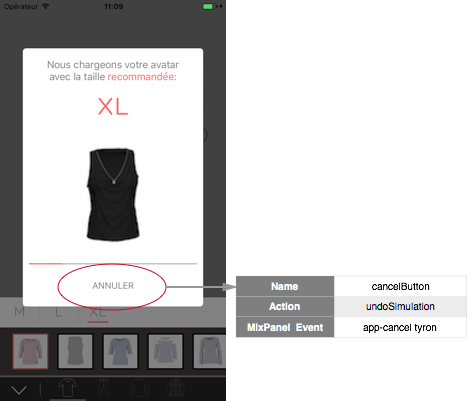 Opérateur 11:09
Nous chargeons votre avatar
avec la taille recommandée:
XL
ANNULER
M L XL
Name cancelButton
Action undoSimulation
MixPanel Event app-cancel tyron